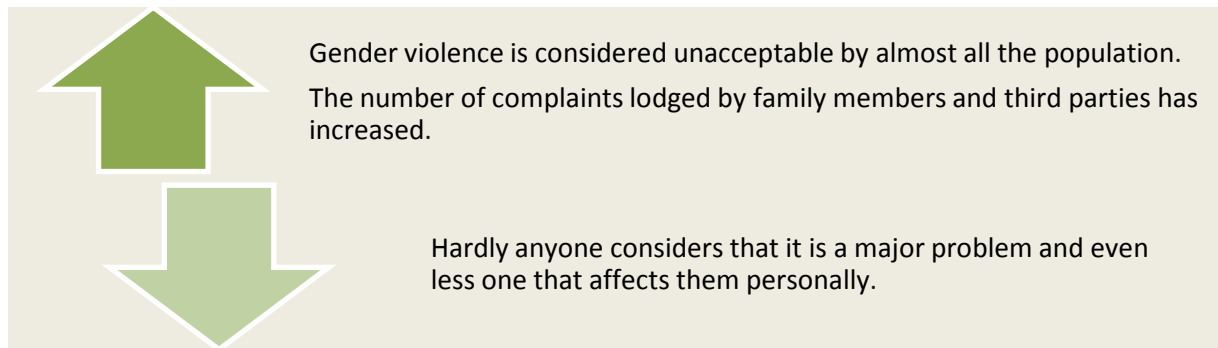 Gender violence is considered unacceptable by almost all the population.
The number of complaints lodged by family members and third parties has
increased.
Hardly anyone considers that it is a major problem and even
less one that affects them personally.